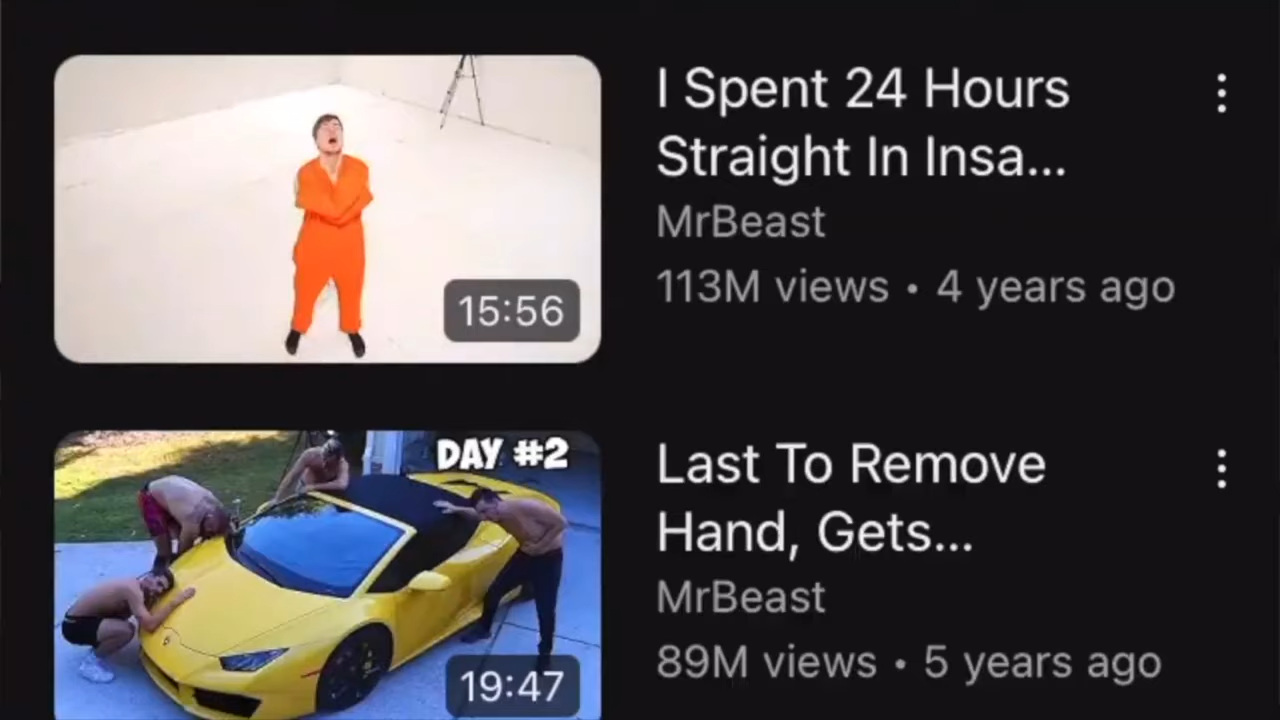 I Spent 24 Hours
Straight In Insa...
MrBeast
113M views • 4 years ago
15:56
DAY #2
Last To Remove
Hand, Gets...
MrBeast
89M views • 5 years ago
19:47